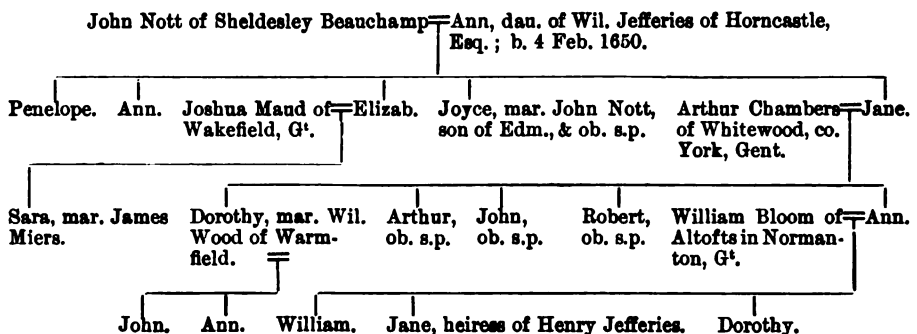 John Nott of Sheldesley Beauchamp = Ann, dau. of Wil. Jefferies of Horncastle,
Esq. ; b. 4 Feb. 1650.
Penelope. Ann. Joshua Maud of = Elizab. Joyce, mar. John Nott, Arthur Chambers = Jane.
Wakefield, Gt. son of Edm., & ob. s.p. of Whitewood, co.
York, Gent.
Sara, mar. James Dorothy, mar. Wil. Arthur, John, Robert, William Bloom of = Ann.
Miers. Wood of Warm- ob. s.p. ob. s.p. ob. s.p. Altofts in Norman-
field. = ton, Gt.
John. Ann. William. Jane, heiress of Henry Jefferies. Dorothy.